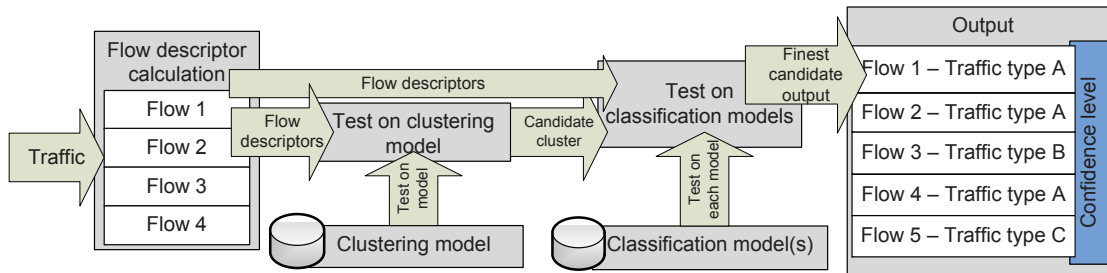 Traffic
Flow descriptor
calculation
Flow 1
Flow 2
Flow 3
Flow 4
Flow descriptors
Flow
descriptors
Test on clustering
model
Test on
model
Clustering model
Candidate
cluster
Test on
classification models
Test on
each model
Classification model(s)
Finest
candidate
output
Output
Flow 1 – Traffic type A
Flow 2 – Traffic type A
Flow 3 – Traffic type B
Flow 4 – Traffic type A
Flow 5 – Traffic type C
Confidence level